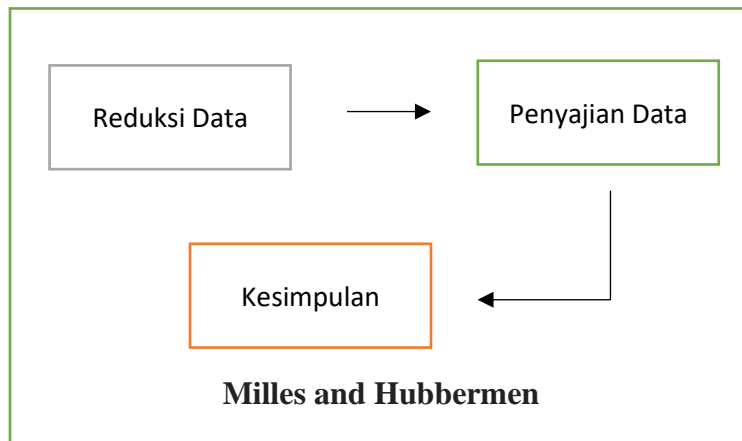 Reduksi Data
Penyajian Data
Kesimpulan
Milles and Hubbermen